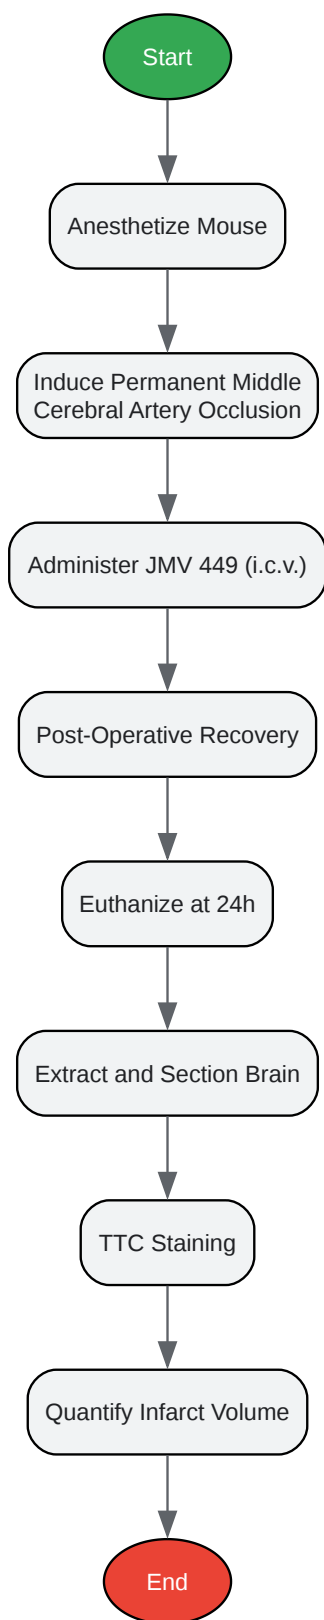 Start
Anesthetize Mouse
Induce Permanent Middle
Cerebral Artery Occlusion
Administer JMV 449 (i.c.v.)
Post-Operative Recovery
Euthanize at 24h
Extract and Section Brain
TTC Staining
Quantify Infarct Volume
End